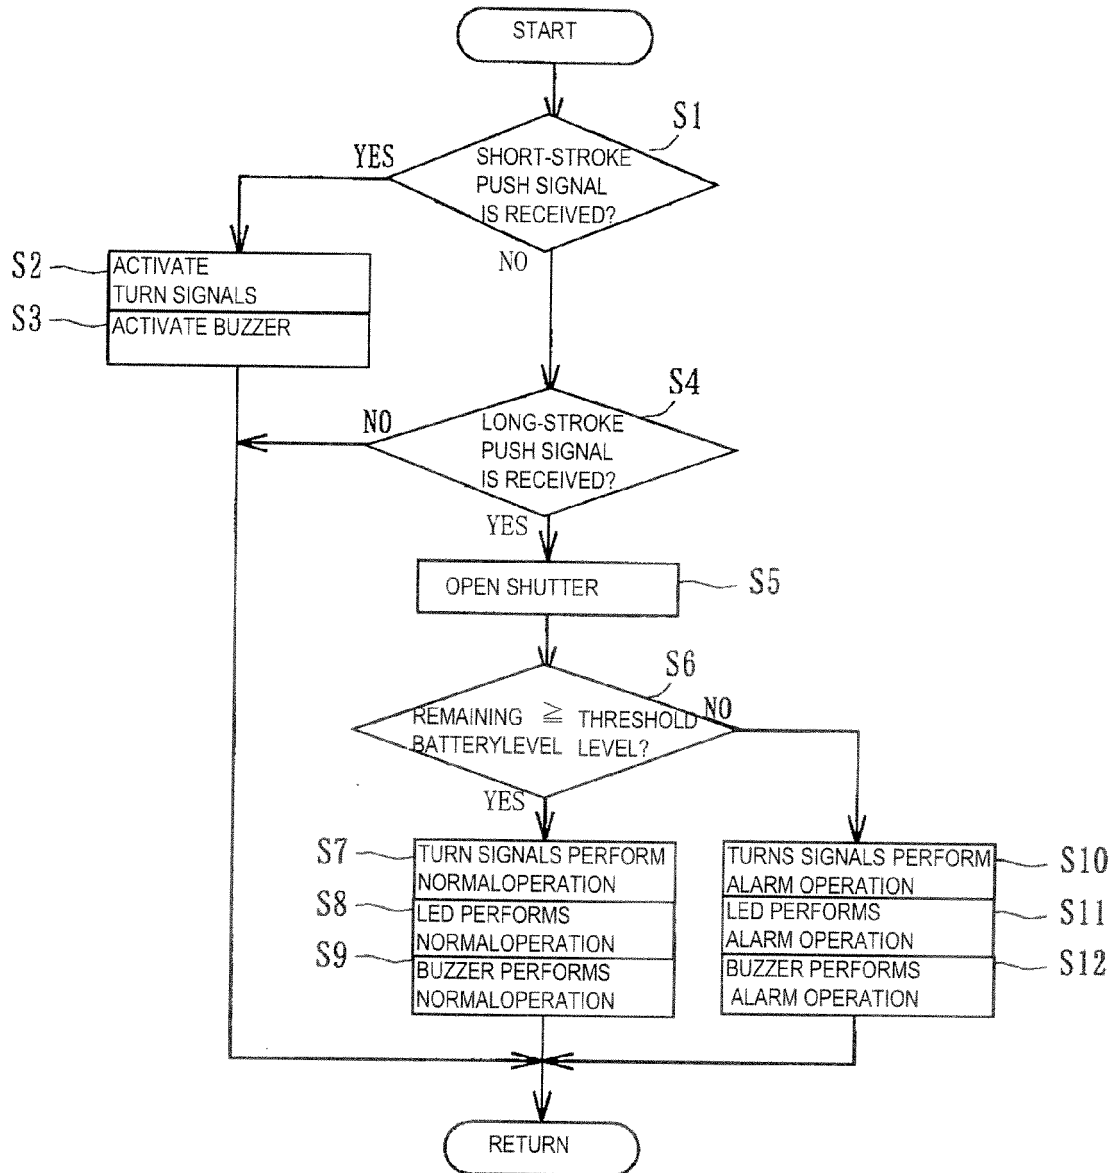 START
S1
YES
SHORT-STROKE
PUSH SIGNAL
IS RECEIVED?
NO
S2
ACTIVATE
TURN SIGNALS
S3
ACTIVATE BUZZER
S4
NO
LONG-STROKE
PUSH SIGNAL
IS RECEIVED?
YES
OPEN SHUTTER
S5
S6
NO
REMAINING ≧ THRESHOLD
BATTERYLEVEL LEVEL?
YES
S7
TURN SIGNALS PERFORM
NORMALOPERATION
S8
LED PERFORMS
NORMALOPERATION
S9
BUZZER PERFORMS
NORMALOPERATION
TURNS SIGNALS PERFORM
ALARM OPERATION
S10
LED PERFORMS
ALARM OPERATION
S11
BUZZER PERFORMS
ALARM OPERATION
S12
RETURN